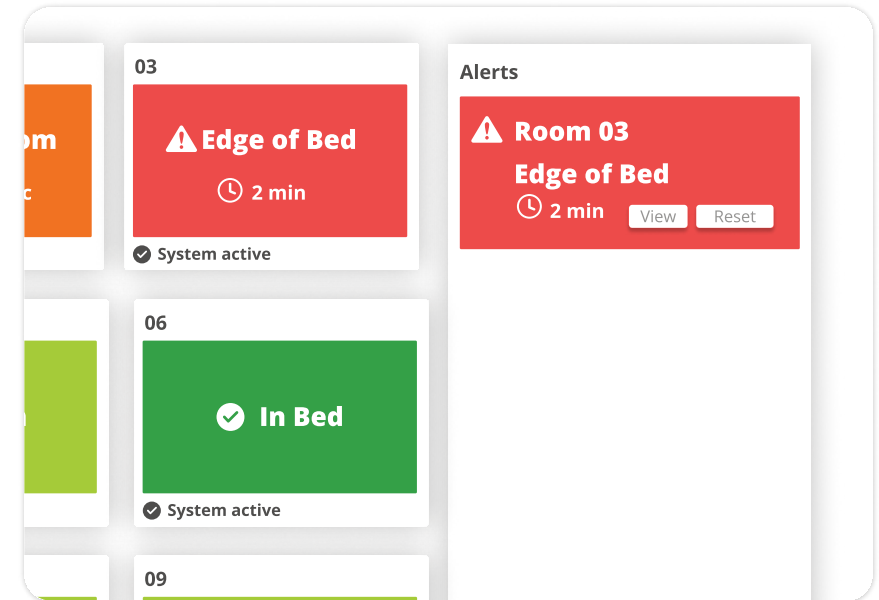 03
Edge of Bed
2 min
System active
06
In Bed
System active
09
Alerts
Room 03
Edge of Bed
2 min
View
Reset